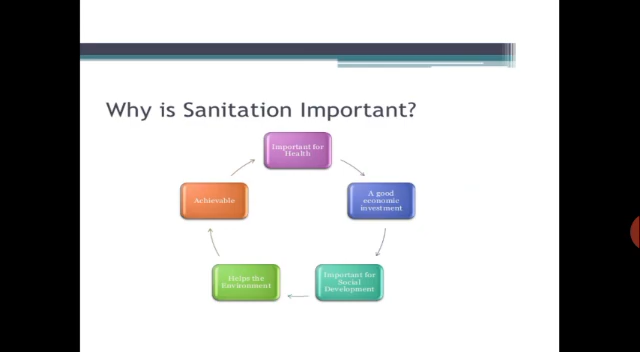 Why is Sanitation Important?
Important for
Health
A good
economic
investment
Important for
Social
Development
Helps the
Environment
Achievable